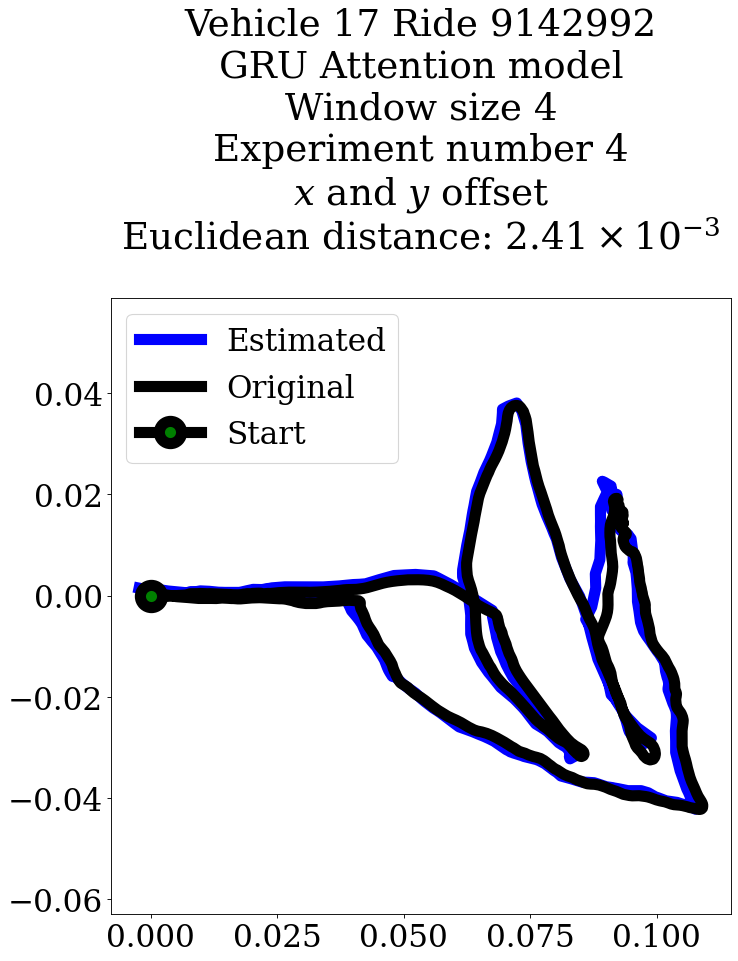 Vehicle 17 Ride 9142992
GRU Attention model
Window size 4
Experiment number 4
x and y offset
Euclidean distance: 2.41 × 10⁻³
Estimated
Original
Start
0.04
0.02
0.00
−0.02
−0.04
−0.06
0.000 0.025 0.050 0.075 0.100